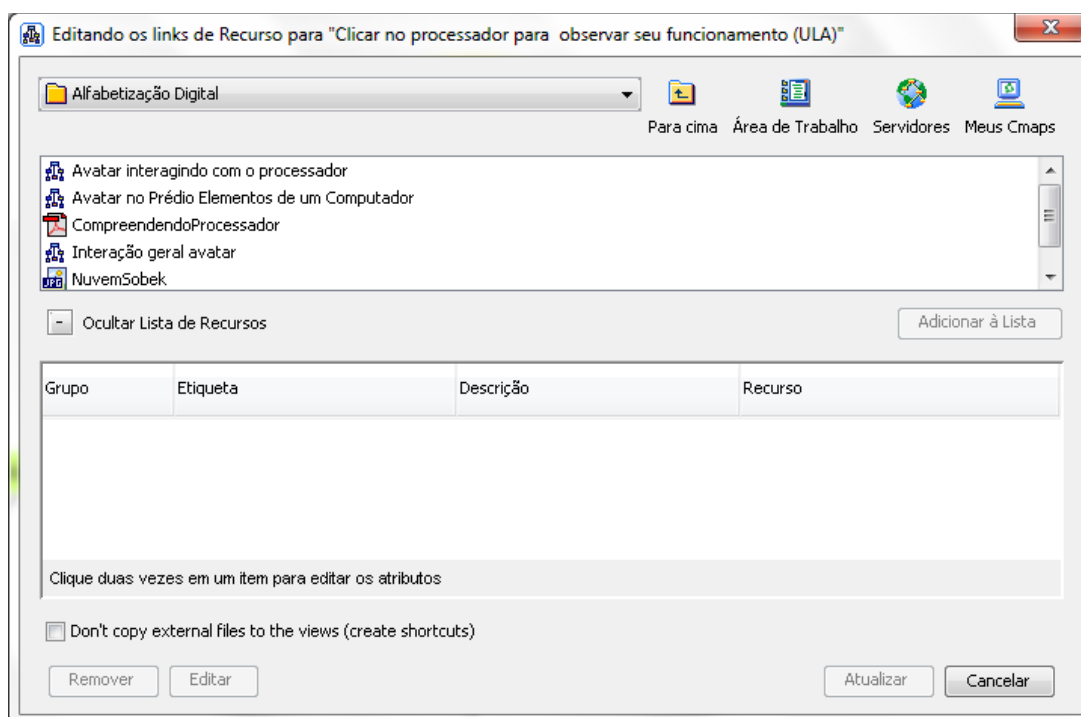 Editando os links de Recurso para "Clicar no processador para  observar seu funcionamento (ULA)"
x
Alfabetização Digital
Para cima Área de Trabalho Servidores Meus Cmaps
Avatar interagindo com o processador
Avatar no Prédio Elementos de um Computador
CompreendendoProcessador
Interação geral avatar
JPG NuvemSobek
- Ocultar Lista de Recursos Adicionar à Lista
Grupo Etiqueta Descrição Recurso
Clique duas vezes em um item para editar os atributos
Don't copy external files to the views (create shortcuts)
Remover Editar Atualizar Cancelar